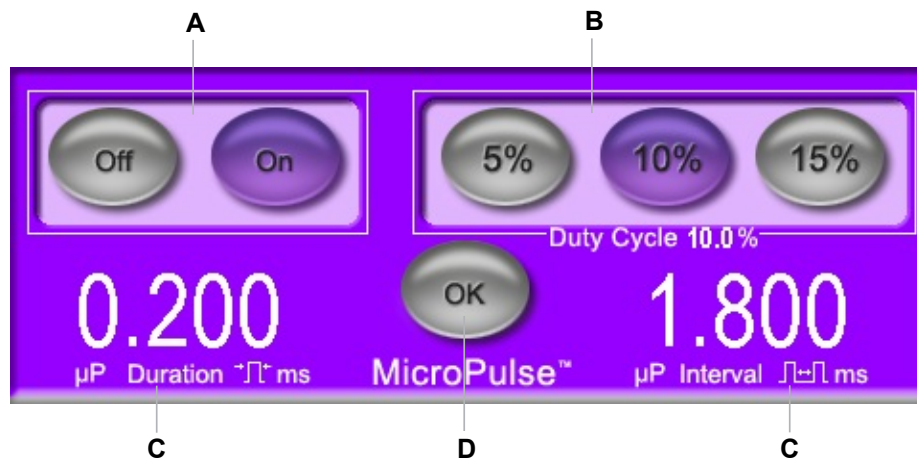 A B
Off On 5% 10% 15%
Duty Cycle 10.0 %
OK
0.200 1.800
µP Duration ms MicroPulse™ µP Interval ms
C D C